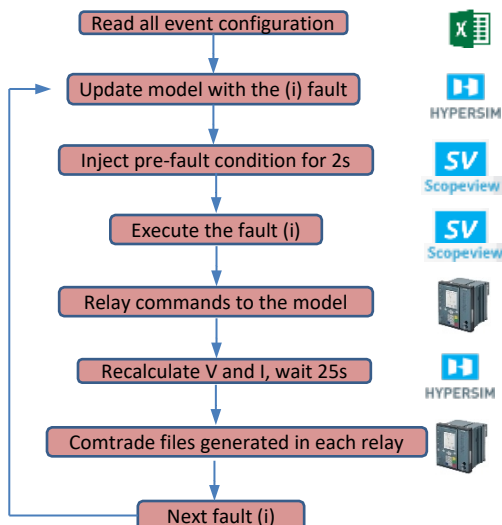 Read all event configuration
X
Update model with the (i) fault
HYPERSIM
Inject pre-fault condition for 2s
SV
Scopeview
Execute the fault (i)
SV
Scopeview
Relay commands to the model
Recalculate V and I, wait 25s
HYPERSIM
Comtrade files generated in each relay
Next fault (i)